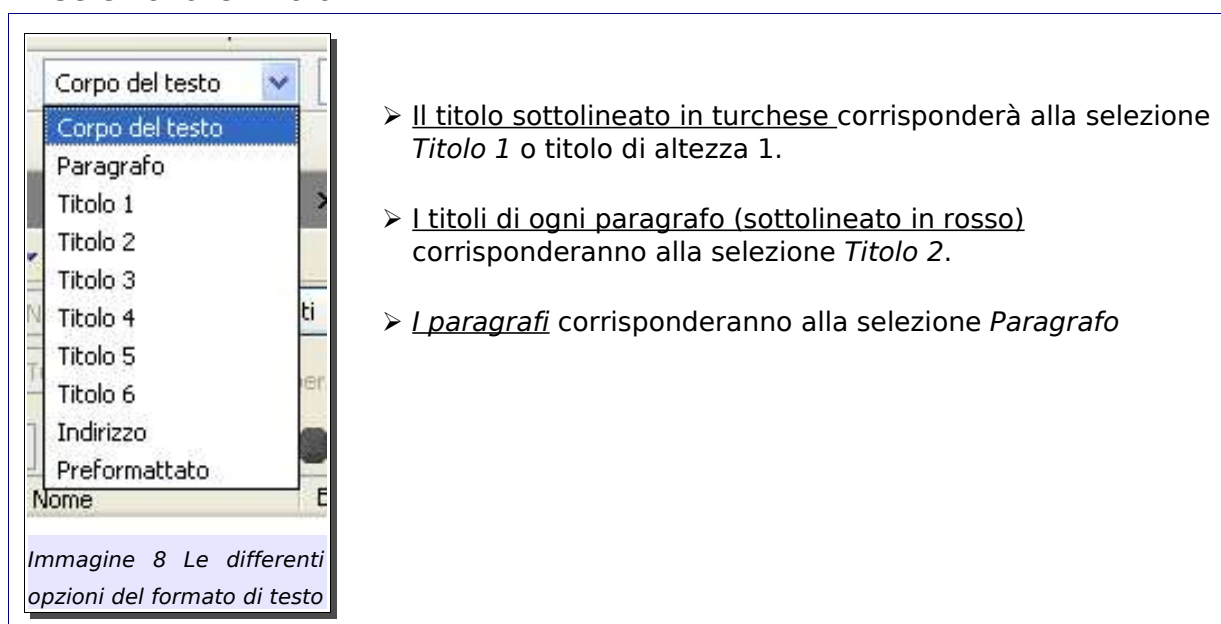 Corpo del testo
Corpo del testo
Paragrafo
Titolo 1
Titolo 2
Titolo 3
Titolo 4
Titolo 5
Titolo 6
Indirizzo
Preformattato
Nome
Immagine 8 Le differenti
opzioni del formato di testo
➢ Il titolo sottolineato in turchese corrisponderà alla selezione
Titolo 1 o titolo di altezza 1.
➢ I titoli di ogni paragrafo (sottolineato in rosso)
corrisponderanno alla selezione Titolo 2.
➢ I paragrafi corrisponderanno alla selezione Paragrafo